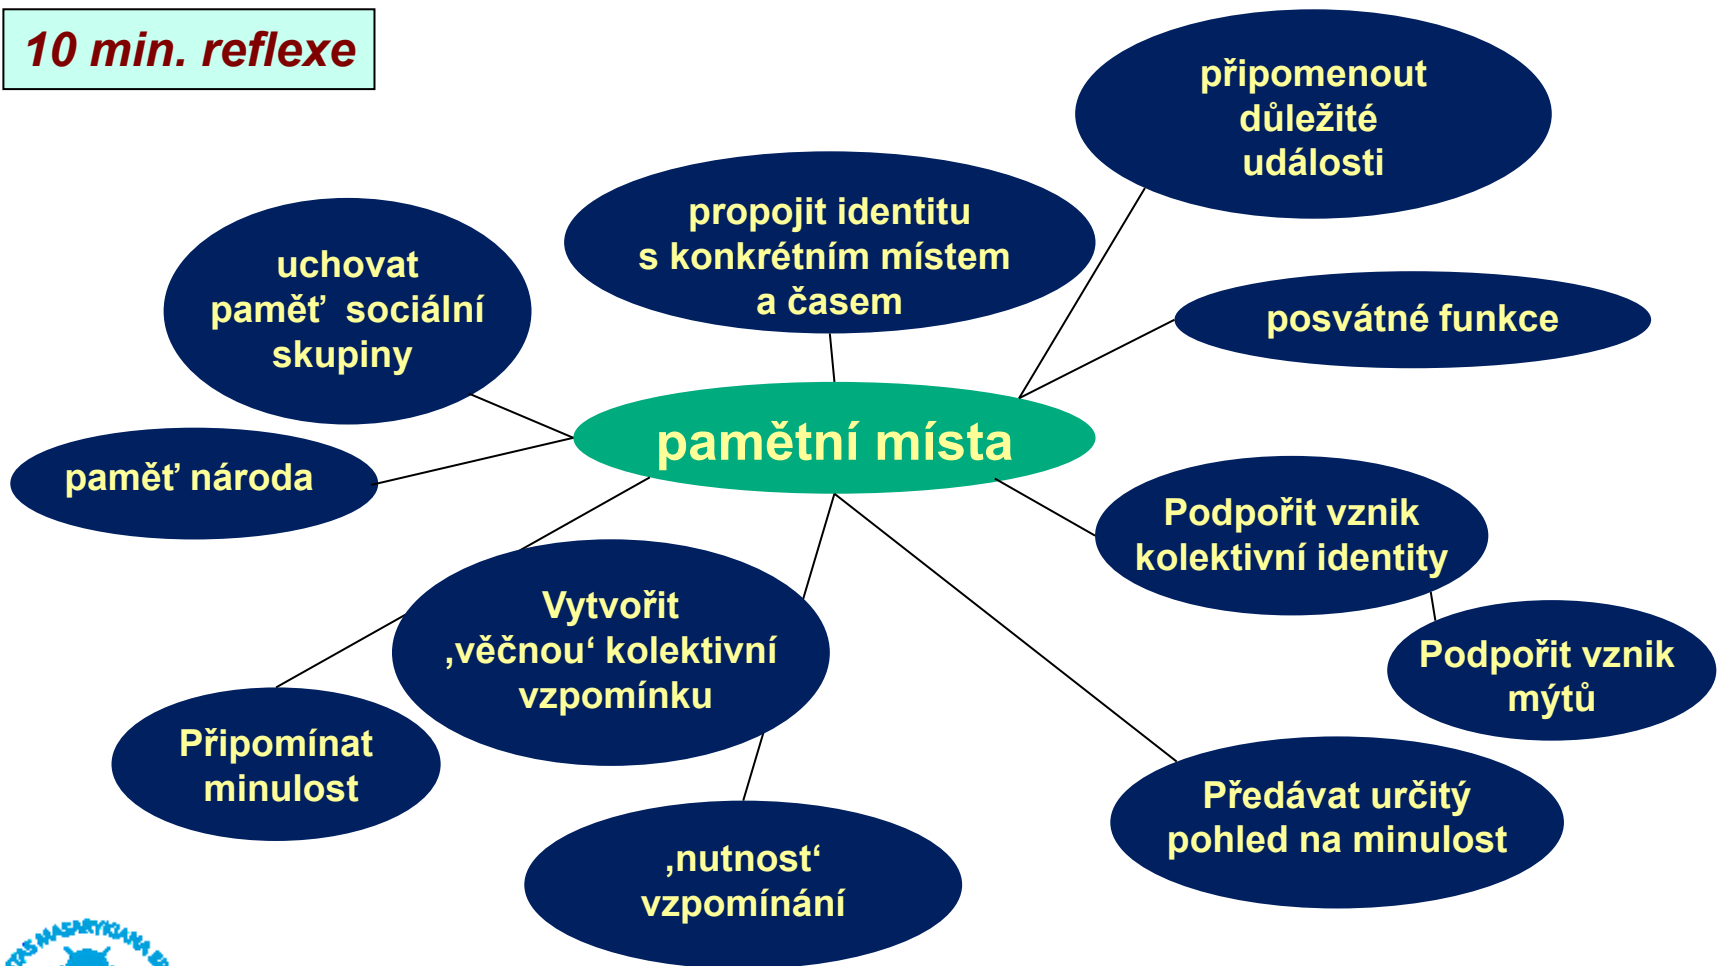 10 min. reflexe
připomenout
důležité
události
propojit identitu
s konkrétním místem
a časem
uchovat
paměť sociální
skupiny
posvátné funkce
pamětní místa
paměť národa
Podpořit vznik
kolektivní identity
Vytvořit
‚věčnou‘ kolektivní
vzpomínku
Podpořit vznik
mýtů
Připomínat
minulost
Předávat určitý
pohled na minulost
‚nutnost‘
vzpomínání
MASARYKIANA